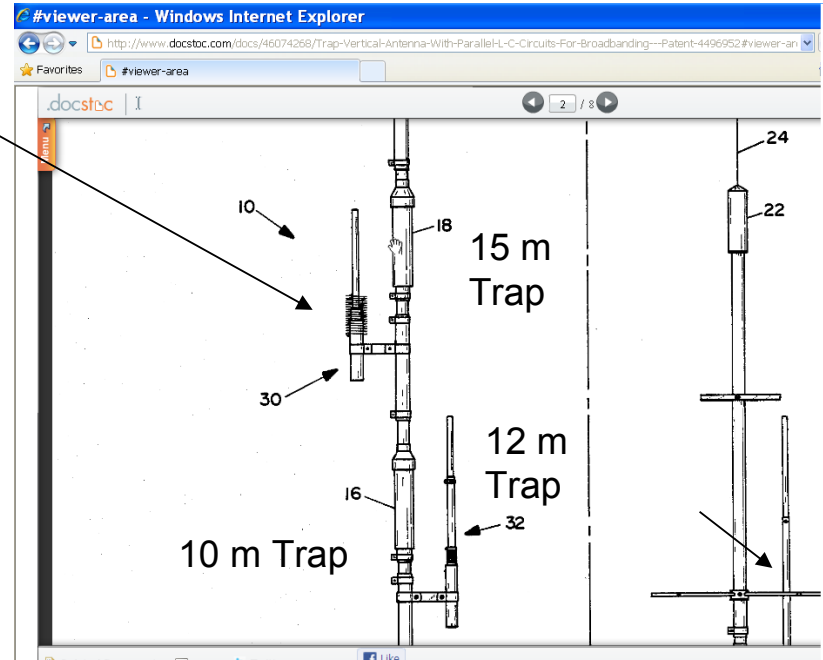 #viewer-area - Windows Internet Explorer
http://www.docstoc.com/docs/46074268/Trap-Vertical-Antenna-With-Parallel-L-C-Circuits-For-Broadbanding---Patent-4496952#viewer-an
Favorites
#viewer-area
.docstoc
2 / 8
Menu
24
10
22
18
15 m
Trap
30
12 m
Trap
16
32
10 m Trap
Like